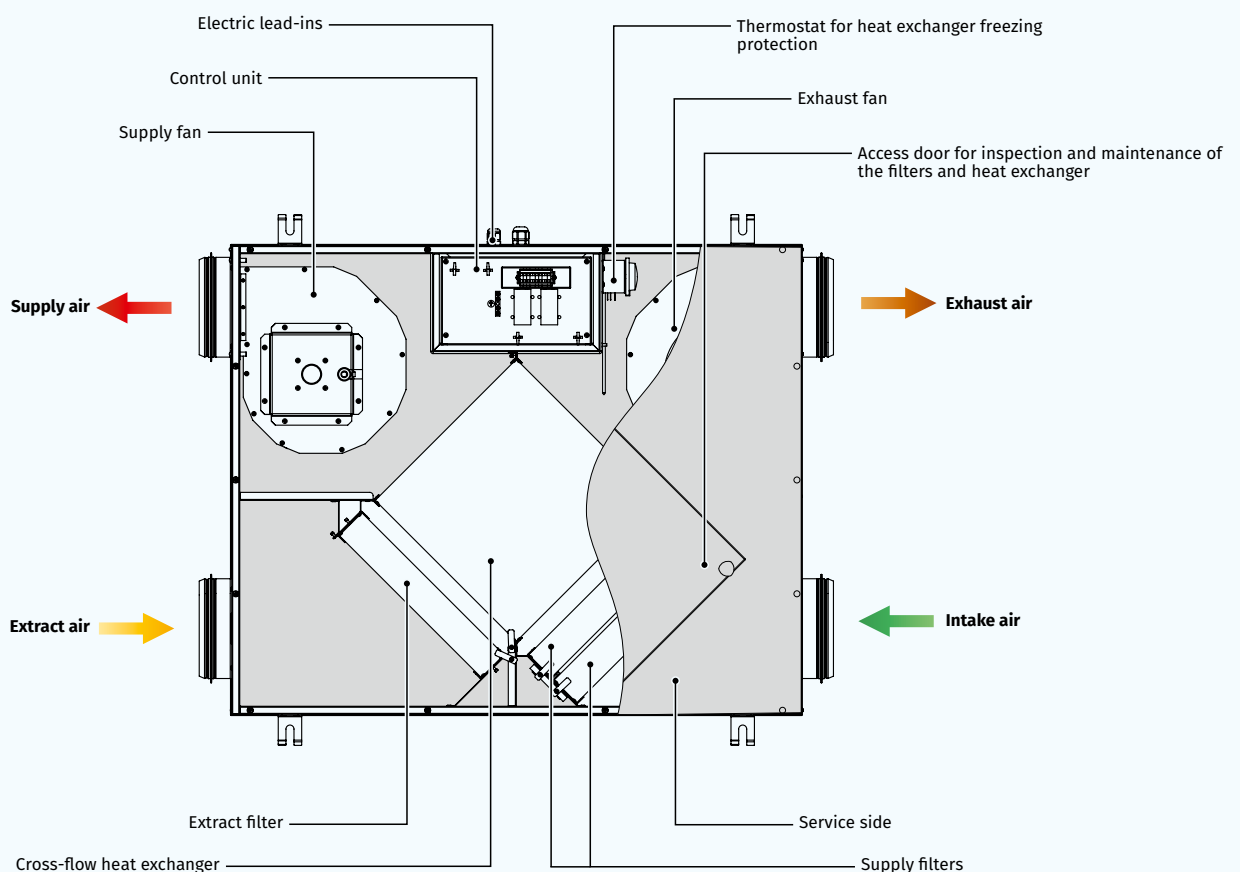 Electric lead-ins
Thermostat for heat exchanger freezing
protection
Control unit
Exhaust fan
Supply fan
Access door for inspection and maintenance of
the filters and heat exchanger
Supply air
Exhaust air
Extract air
Intake air
Extract filter
Service side
Cross-flow heat exchanger
Supply filters